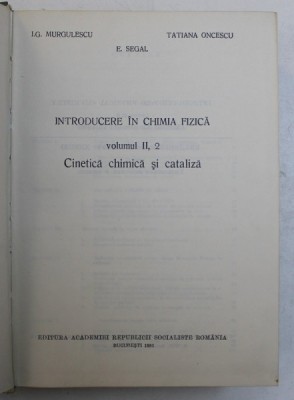 I.G. MURGULESCU
TATIANA ONCESCU
E. SEGAL
INTRODUCERE ÎN CHIMIA FIZICĂ
volumul II, 2
Cinetică chimică și cataliză
EDITURA ACADEMIEI REPUBLICII SOCIALISTE ROMÂNIA
BUCUREȘTI